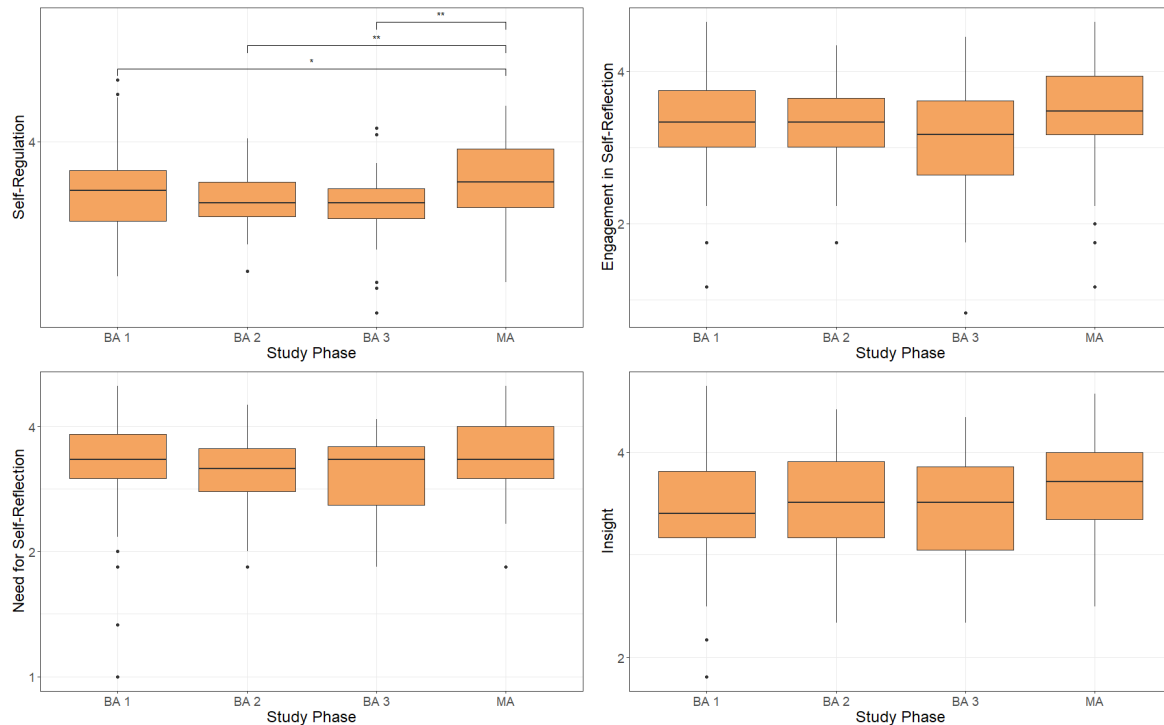 **
**
*
Self-Regulation
4
BA 1 BA 2 BA 3 MA
Study Phase
Engagement in Self-Reflection
4
2
BA 1 BA 2 BA 3 MA
Study Phase
Need for Self-Reflection
4
2
1
BA 1 BA 2 BA 3 MA
Study Phase
Insight
4
2
BA 1 BA 2 BA 3 MA
Study Phase